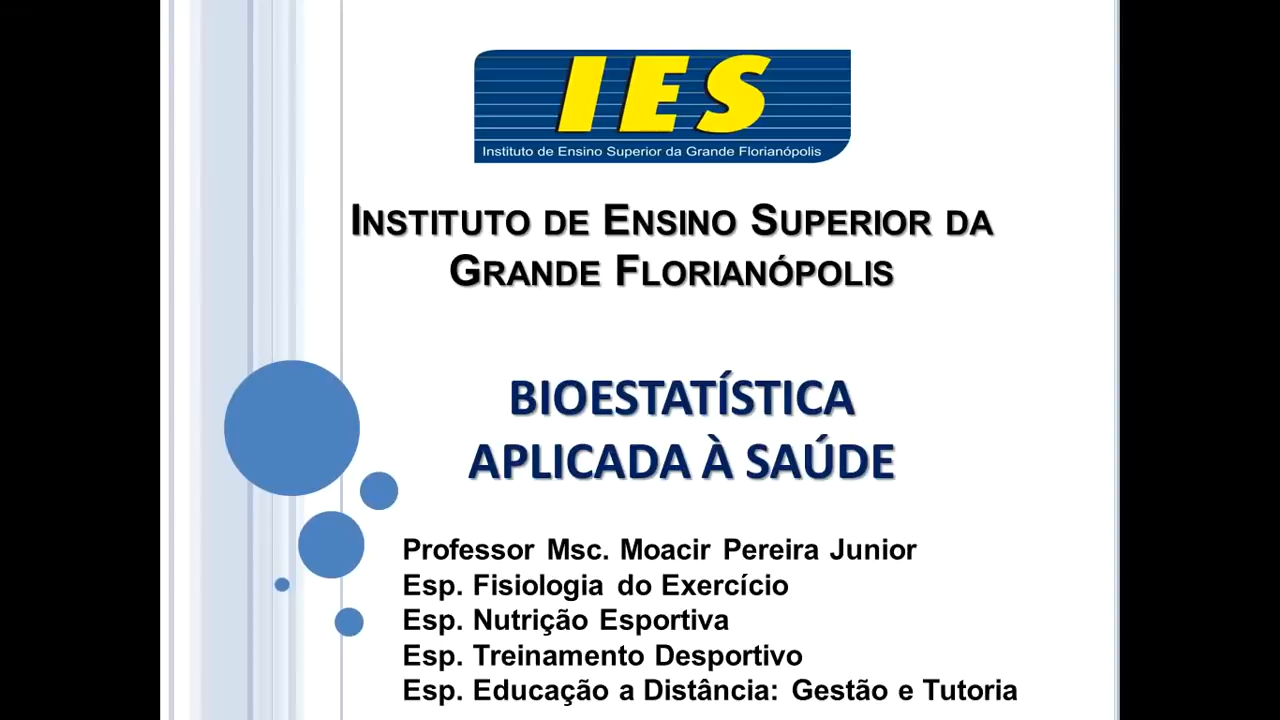 IES
Instituto de Ensino Superior da Grande Florianópolis
INSTITUTO DE ENSINO SUPERIOR DA
GRANDE FLORIANÓPOLIS
BIOESTATÍSTICA
APLICADA À SAÚDE
Professor Msc. Moacir Pereira Junior
Esp. Fisiologia do Exercício
Esp. Nutrição Esportiva
Esp. Treinamento Desportivo
Esp. Educação a Distância: Gestão e Tutoria